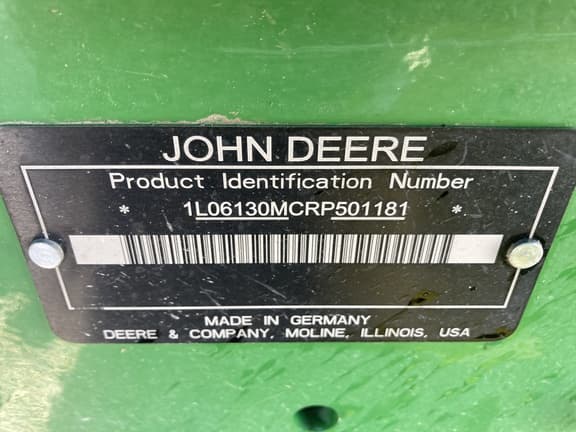 JOHN DEERE
Product Identification Number
* 1L06130MCRP501181 *
MADE IN GERMANY
DEERE & COMPANY, MOLINE, ILLINOIS, USA